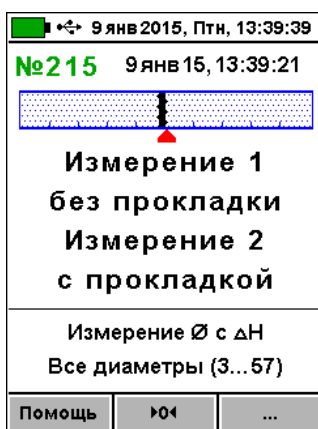 9 янв 2015, Птн, 13:39:39
№215 9 янв 15, 13:39:21
Измерение 1
без прокладки
Измерение 2
с прокладкой
Измерение Ø с ΔH
Все диаметры (3...57)
Помощь ►0◄ ...